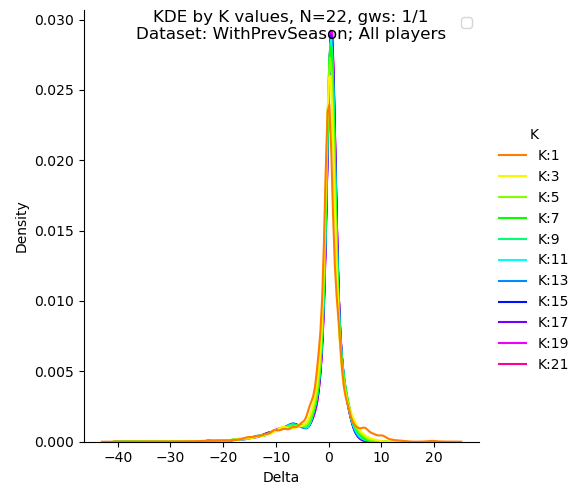 KDE by K values, N=22, gws: 1/1
Dataset: WithPrevSeason; All players
0.030
0.025
0.020
0.015
0.010
0.005
0.000
Density
−40
−30
−20
−10
0
10
20
Delta
K
K:1
K:3
K:5
K:7
K:9
K:11
K:13
K:15
K:17
K:19
K:21